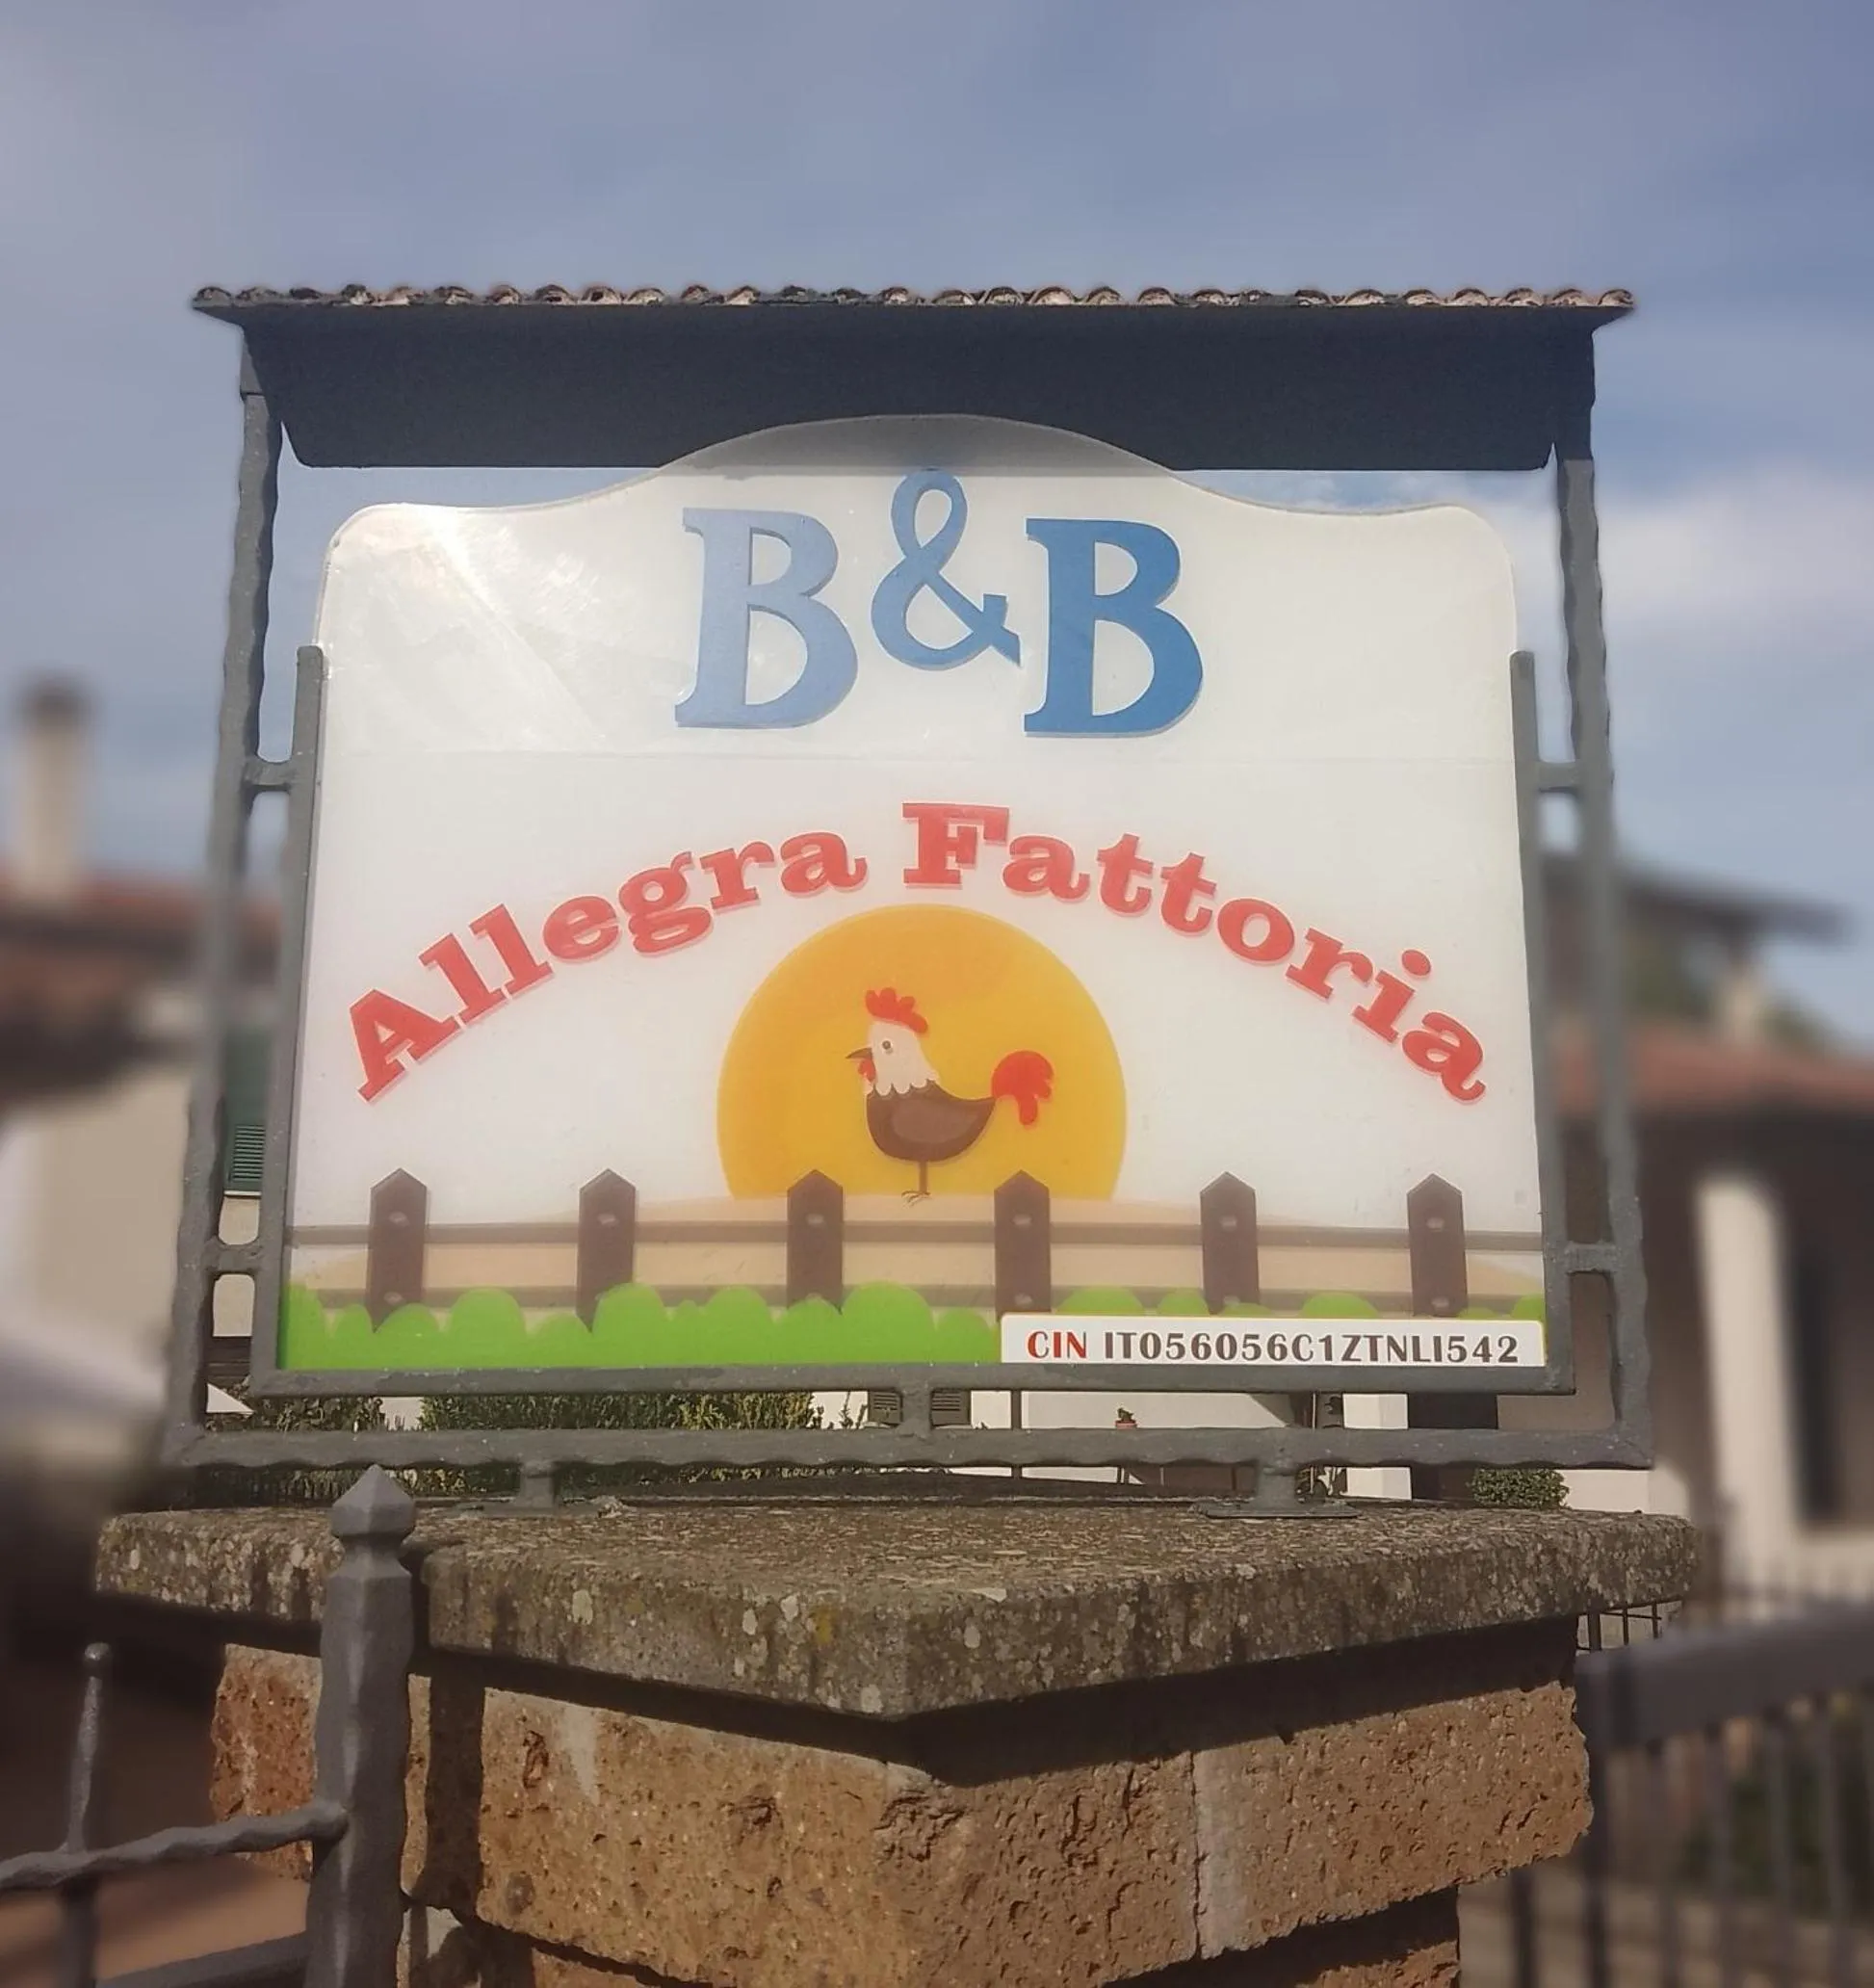 B&B
Allegra Fattoria
CIN IT056056C1ZTNLI542